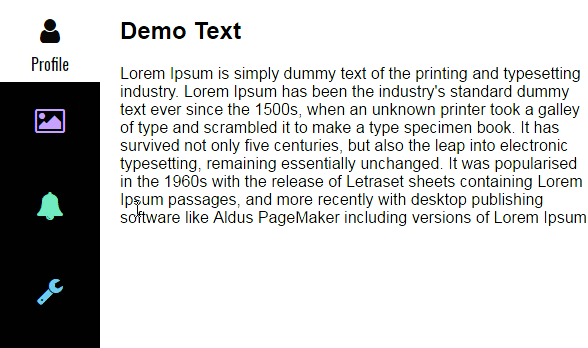 Profile
Demo Text
Lorem Ipsum is simply dummy text of the printing and typesetting
industry. Lorem Ipsum has been the industry's standard dummy
text ever since the 1500s, when an unknown printer took a galley
of type and scrambled it to make a type specimen book. It has
survived not only five centuries, but also the leap into electronic
typesetting, remaining essentially unchanged. It was popularised
in the 1960s with the release of Letraset sheets containing Lorem
Ipsum passages, and more recently with desktop publishing
software like Aldus PageMaker including versions of Lorem Ipsum